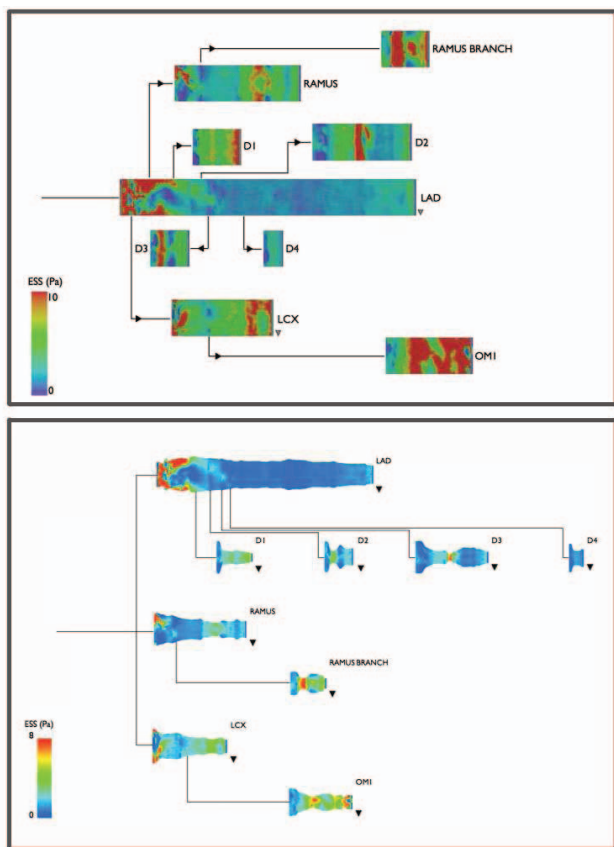 RAMUS BRANCH
RAMUS
D1
D2
LAD
D3
D4
ESS (Pa)
10
0
LCX
OM1
LAD
D1
D2
D3
D4
RAMUS
RAMUS BRANCH
ESS (Pa)
8
0
LCX
OM1